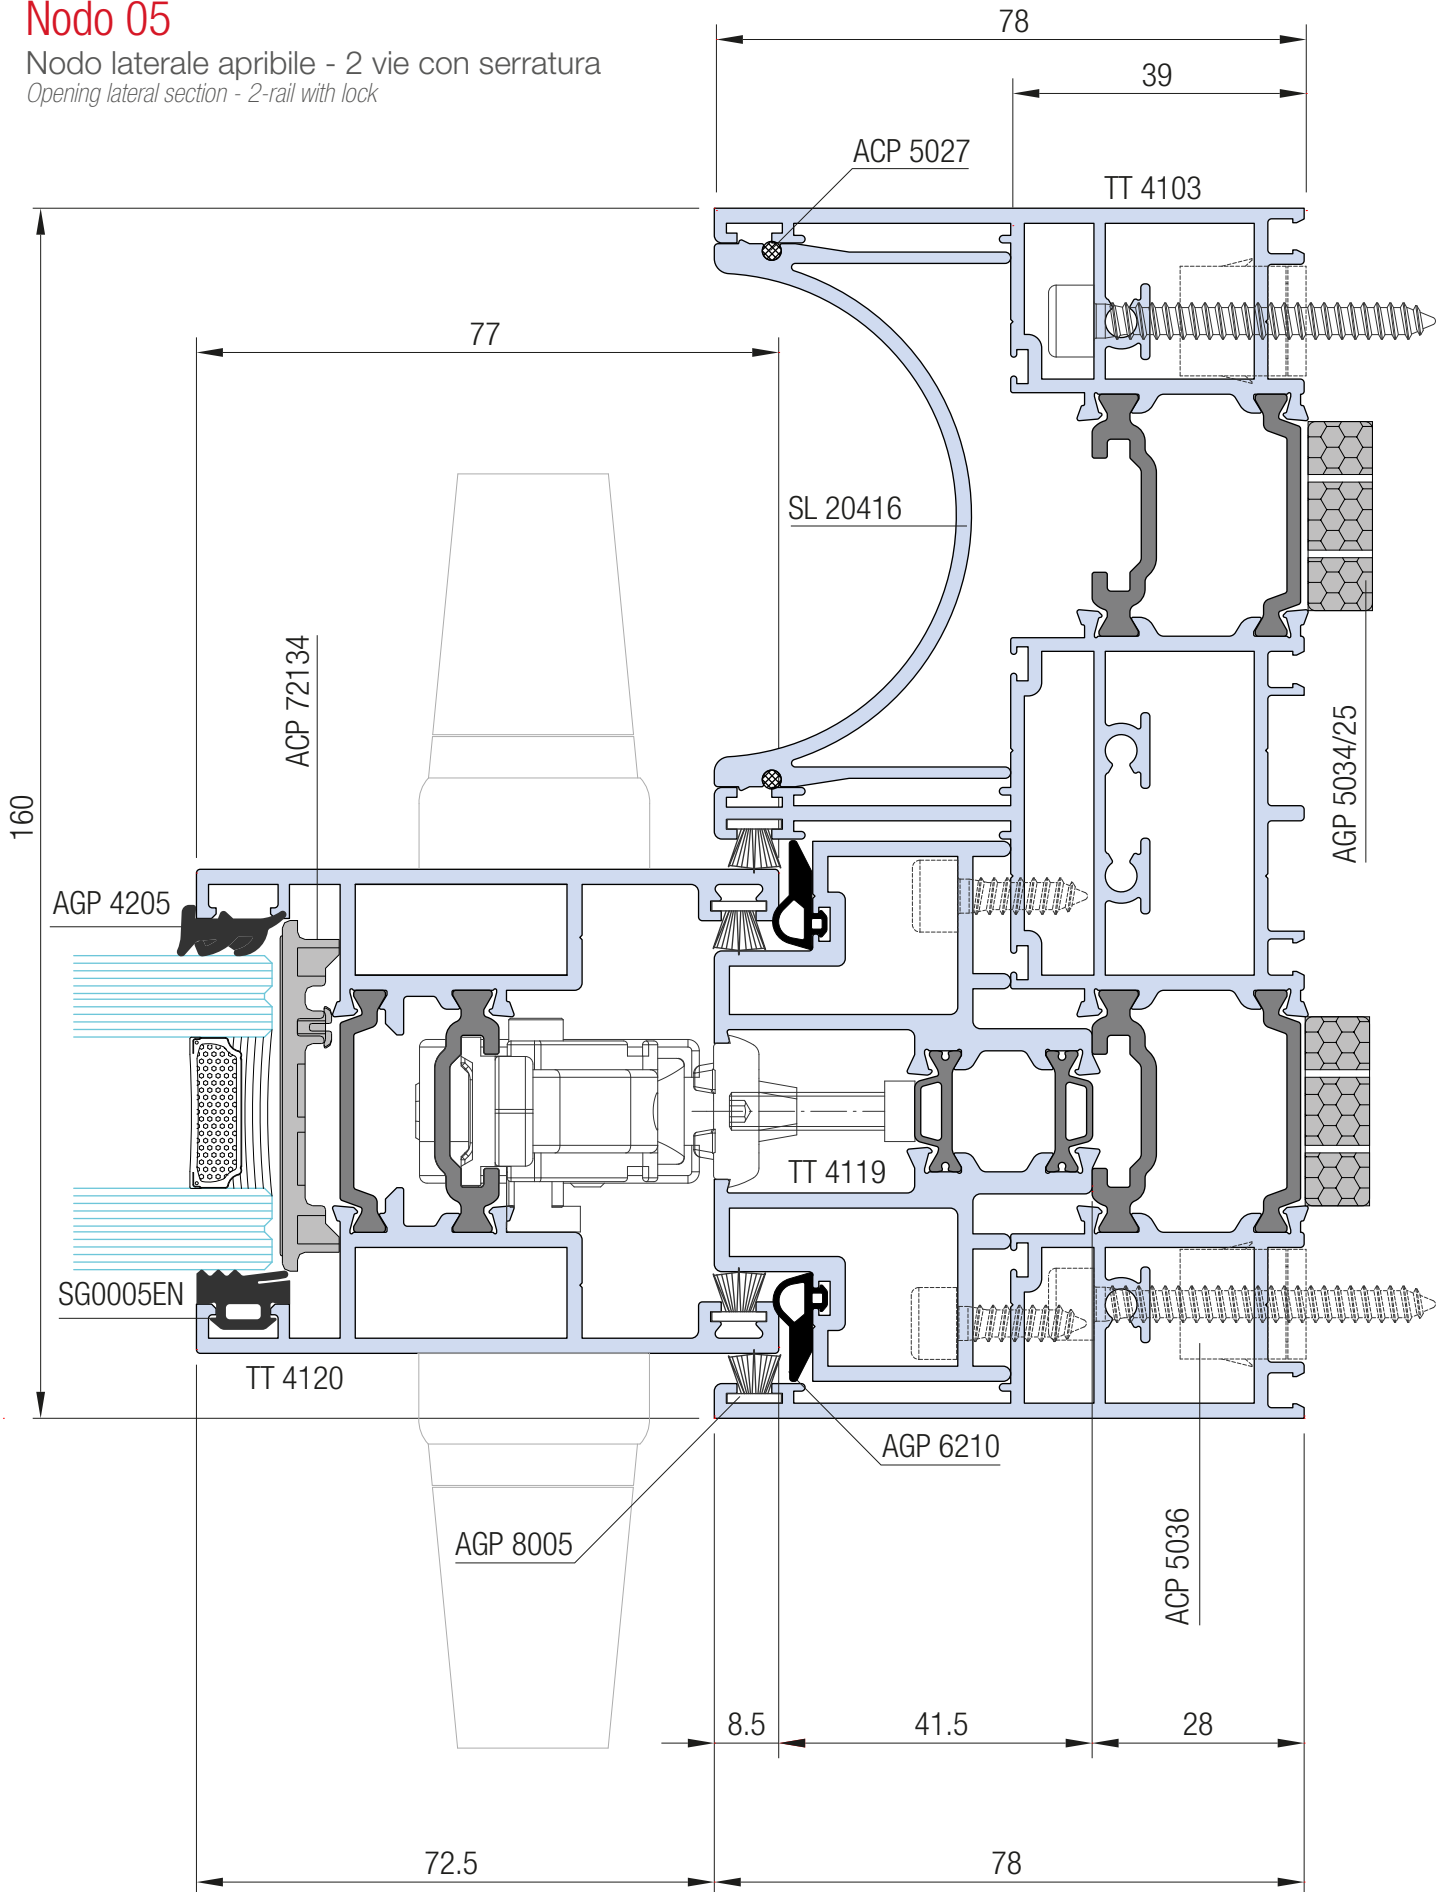 Nodo 05
Nodo laterale apribile - 2 vie con serratura
Opening lateral section - 2-rail with lock
78
39
ACP 5027
TT 4103
77
SL 20416
ACP 72134
AGP 5034/25
160
AGP 4205
TT 4119
SG0005EN
TT 4120
AGP 6210
AGP 8005
ACP 5036
8.5
41.5
28
72.5
78